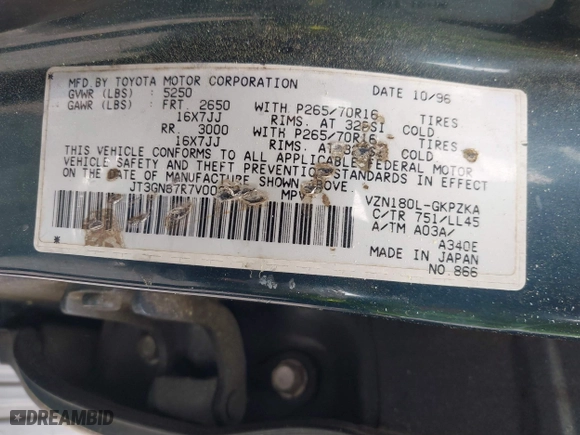 MFD BY TOYOTA MOTOR CORPORATION DATE 10/96
GVWR (LBS) : 5250
GAWR (LBS) : FRT. 2650 WITH P265/70R16 TIRES
16X7JJ RIMS, AT 32PSI COLD
RR. 3000 WITH P265/70R16 TIRES
16X7JJ RIMS, AT COLD
THIS VEHICLE CONFORMS TO ALL APPLICABLE FEDERAL MOTOR
VEHICLE SAFETY AND THEFT PREVENTION STANDARDS IN EFFECT
ON THE DATE OF MANUFACTURE SHOWN ABOVE.
JT3GN87R7V00 MPV VZN180L-GKPZKA
C/TR 751/LL45
A/TM A03A/
A340E
MADE IN JAPAN
NO. 866
DREAMBID